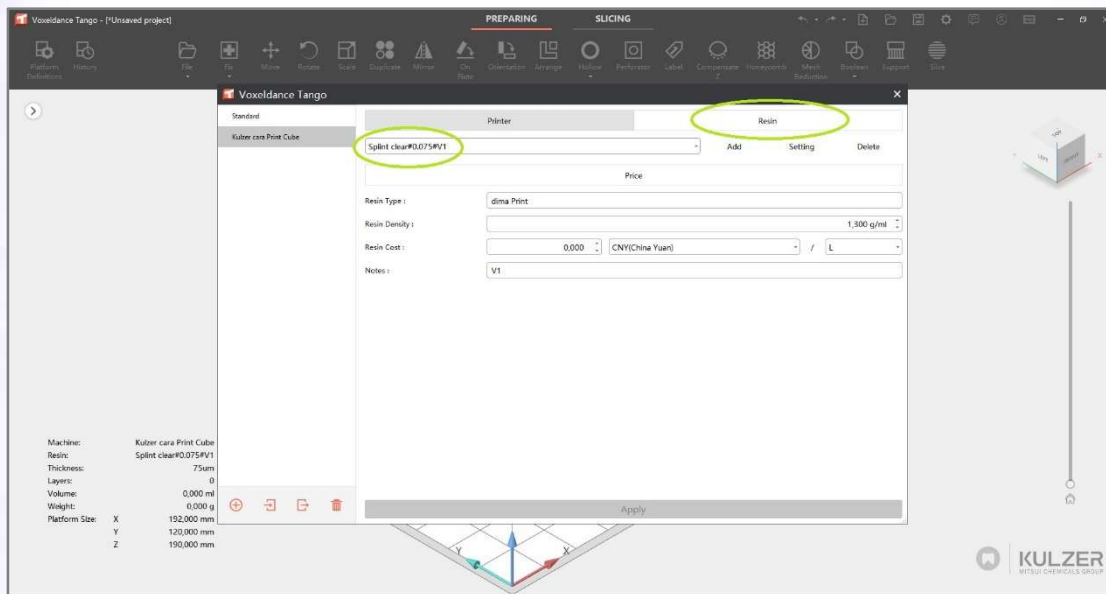 Voxeldance Tango - [*Unsaved project]
PREPARING
SLICING
Platform Definitions
History
File
Fix
Move
Rotate
Scale
Duplicate
Mirror
On Plate
Orientation
Arrange
Hollow
Perforator
Label
Compensate Z
Honeycomb
Mesh Reduction
Boolean
Support
Slice
Voxeldance Tango
Standard
Kulzer cara Print Cube
Printer
Resin
Splint clear#0.075#V1
Add
Setting
Delete
Price
Resin Type :
dima Print
Resin Density :
1,300 g/ml
Resin Cost :
0,000
CNY(China Yuan)
/
L
Notes :
V1
Apply
Machine: Kulzer cara Print Cube
Resin: Splint clear#0.075#V1
Thickness: 75um
Layers: 0
Volume: 0,000 ml
Weight: 0,000 g
Platform Size: X 192,000 mm
Y 120,000 mm
Z 190,000 mm
Y
X
X
KULZER
MITSUI CHEMICALS GROUP